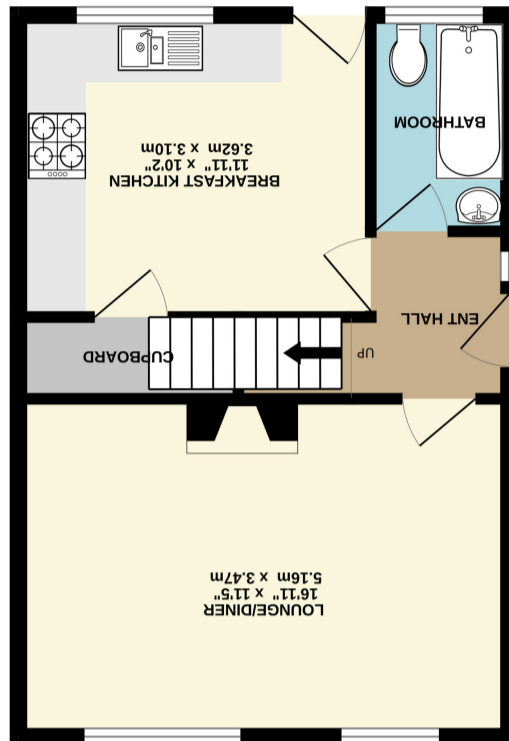 LOUNGE/DINER
16'11" x 11'5"
5.16m x 3.47m
UP
CUPBOARD
ENT HALL
BREAKFAST KITCHEN
11'11" x 10'2"
3.62m x 3.10m
BATHROOM